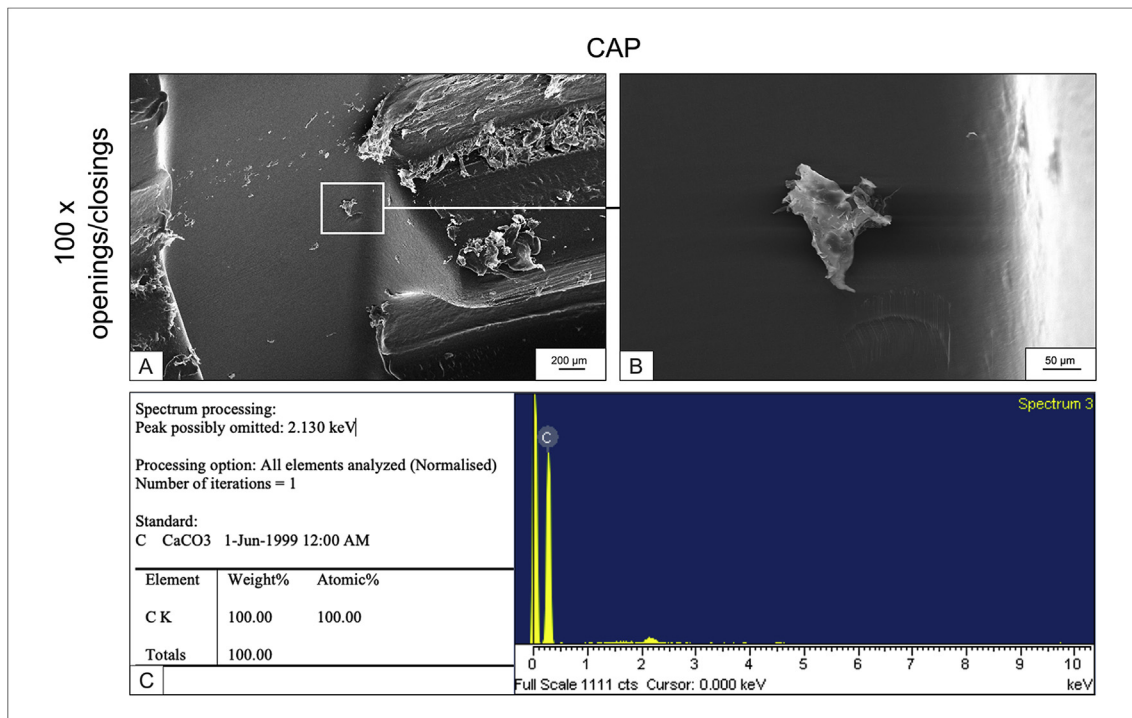 CAP
100 x
openings/closings
A
200 µm
B
50 µm
Spectrum processing:
Peak possibly omitted: 2.130 keV
Processing option: All elements analyzed (Normalised)
Number of iterations = 1
Standard:
C CaCO3 1-Jun-1999 12:00 AM
Element Weight% Atomic%
C K 100.00 100.00
Totals 100.00
C
Spectrum 3
C
0 1 2 3 4 5 6 7 8 9 10
Full Scale 1111 cts Cursor: 0.000 keV keV